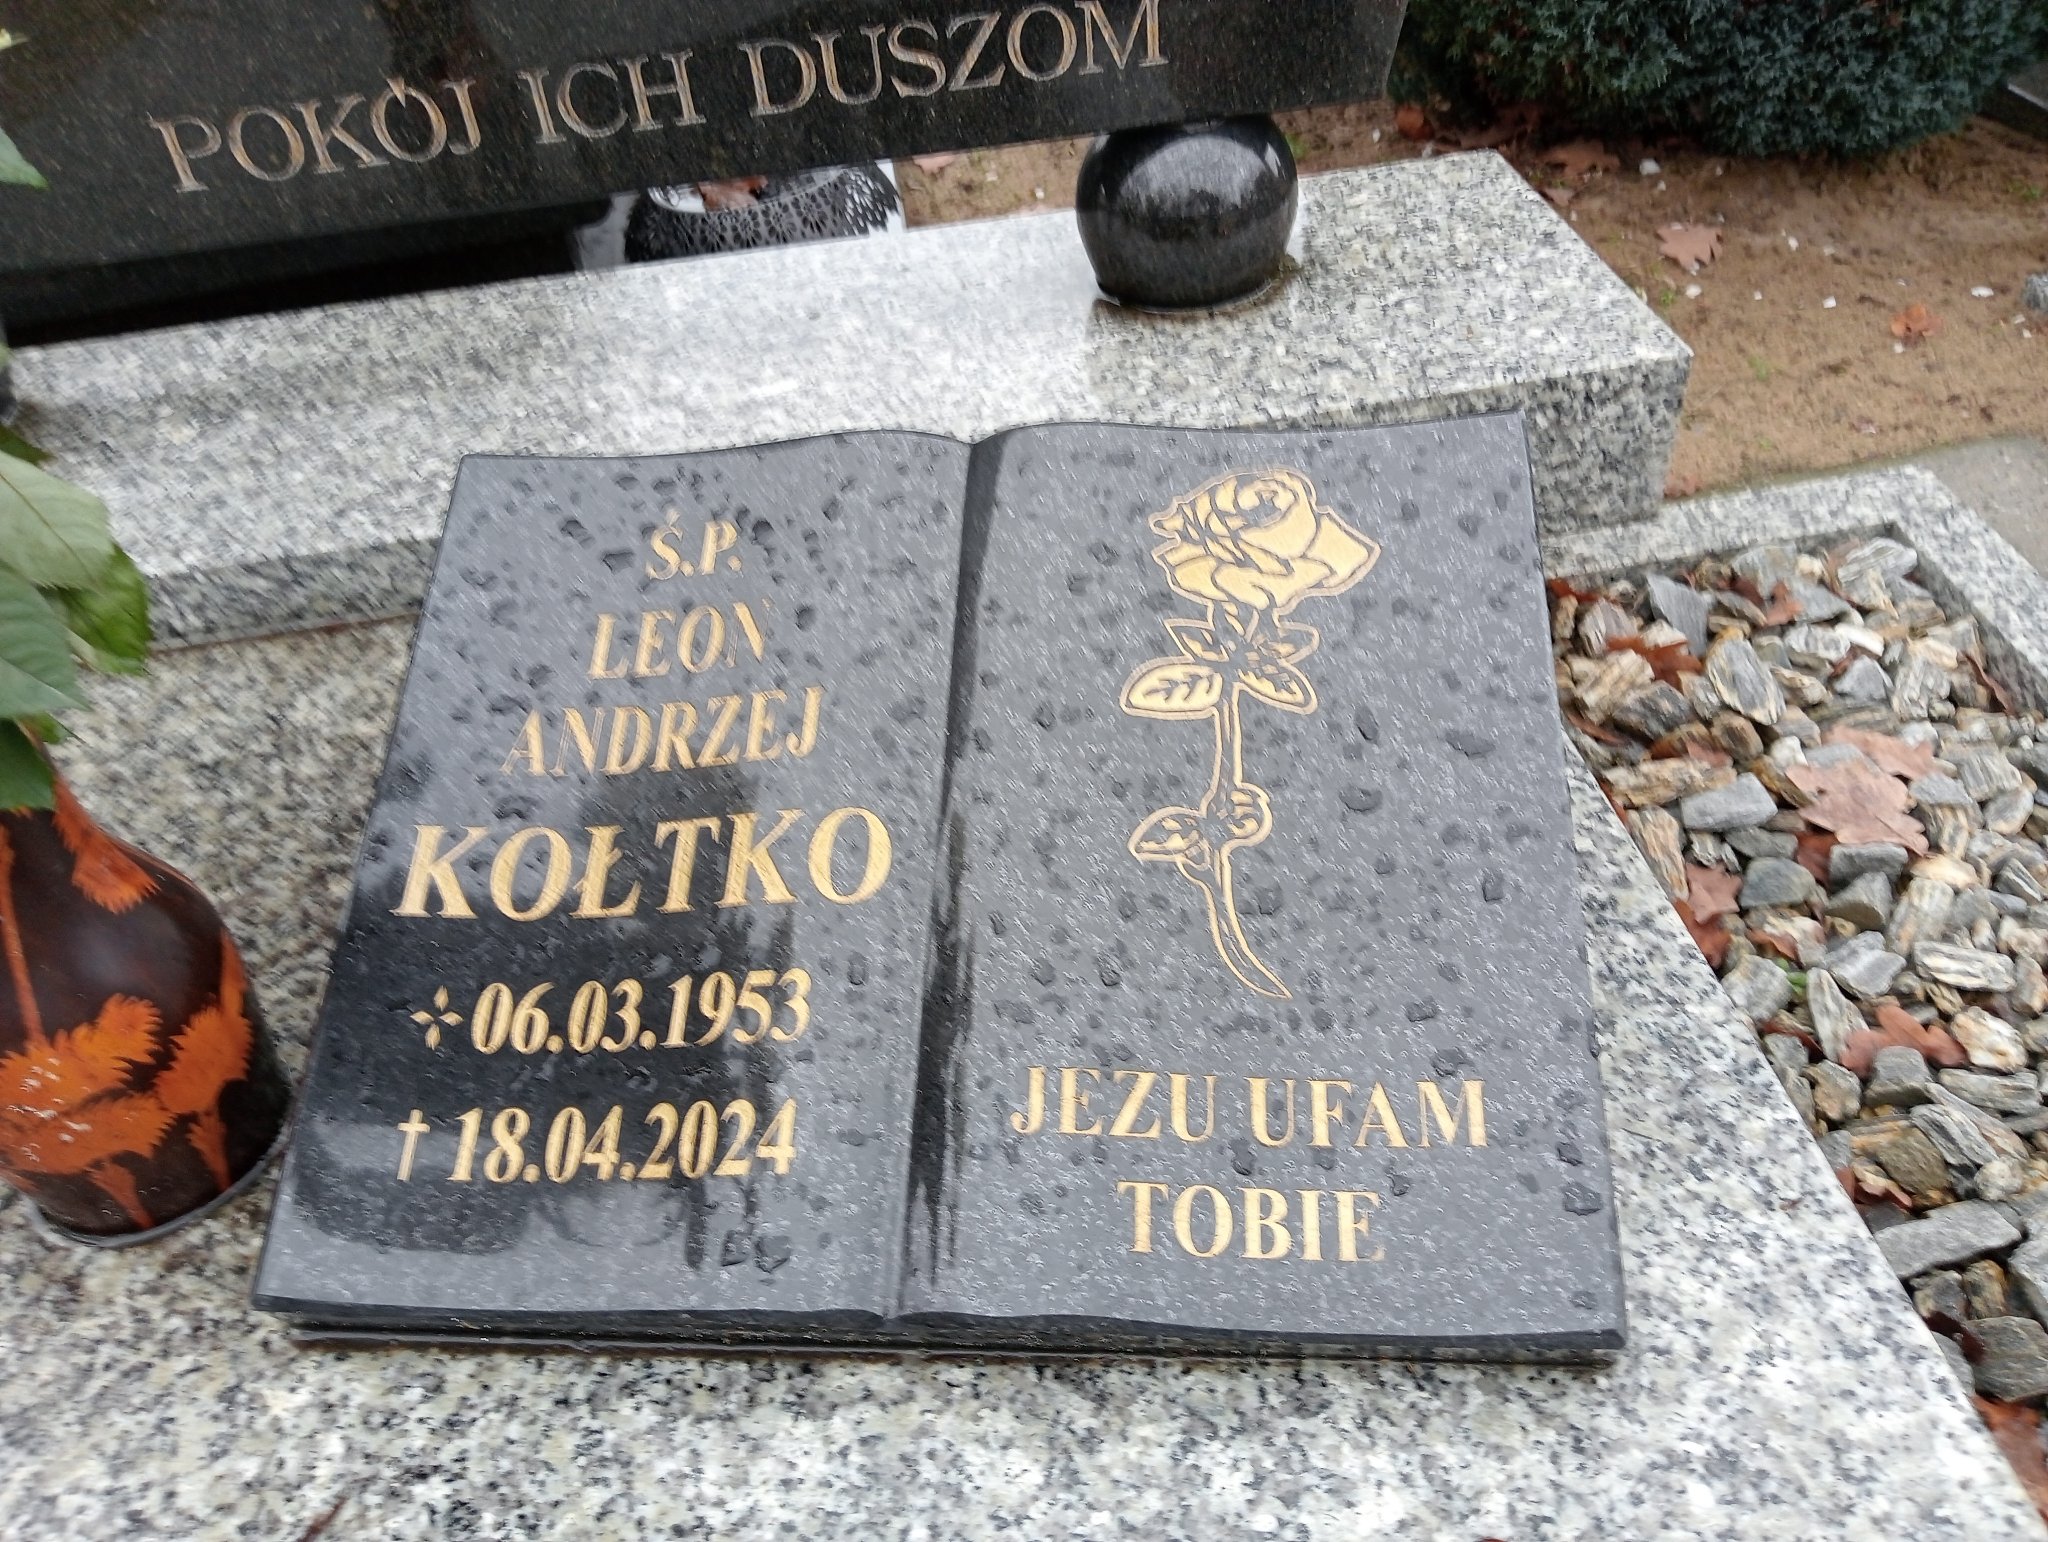 POKÓJ ICH DUSZOM
Ś.P.
LEON
ANDRZEJ
KOŁTKO
06.03.1953
† 18.04.2024
JEZU UFAM
TOBIE